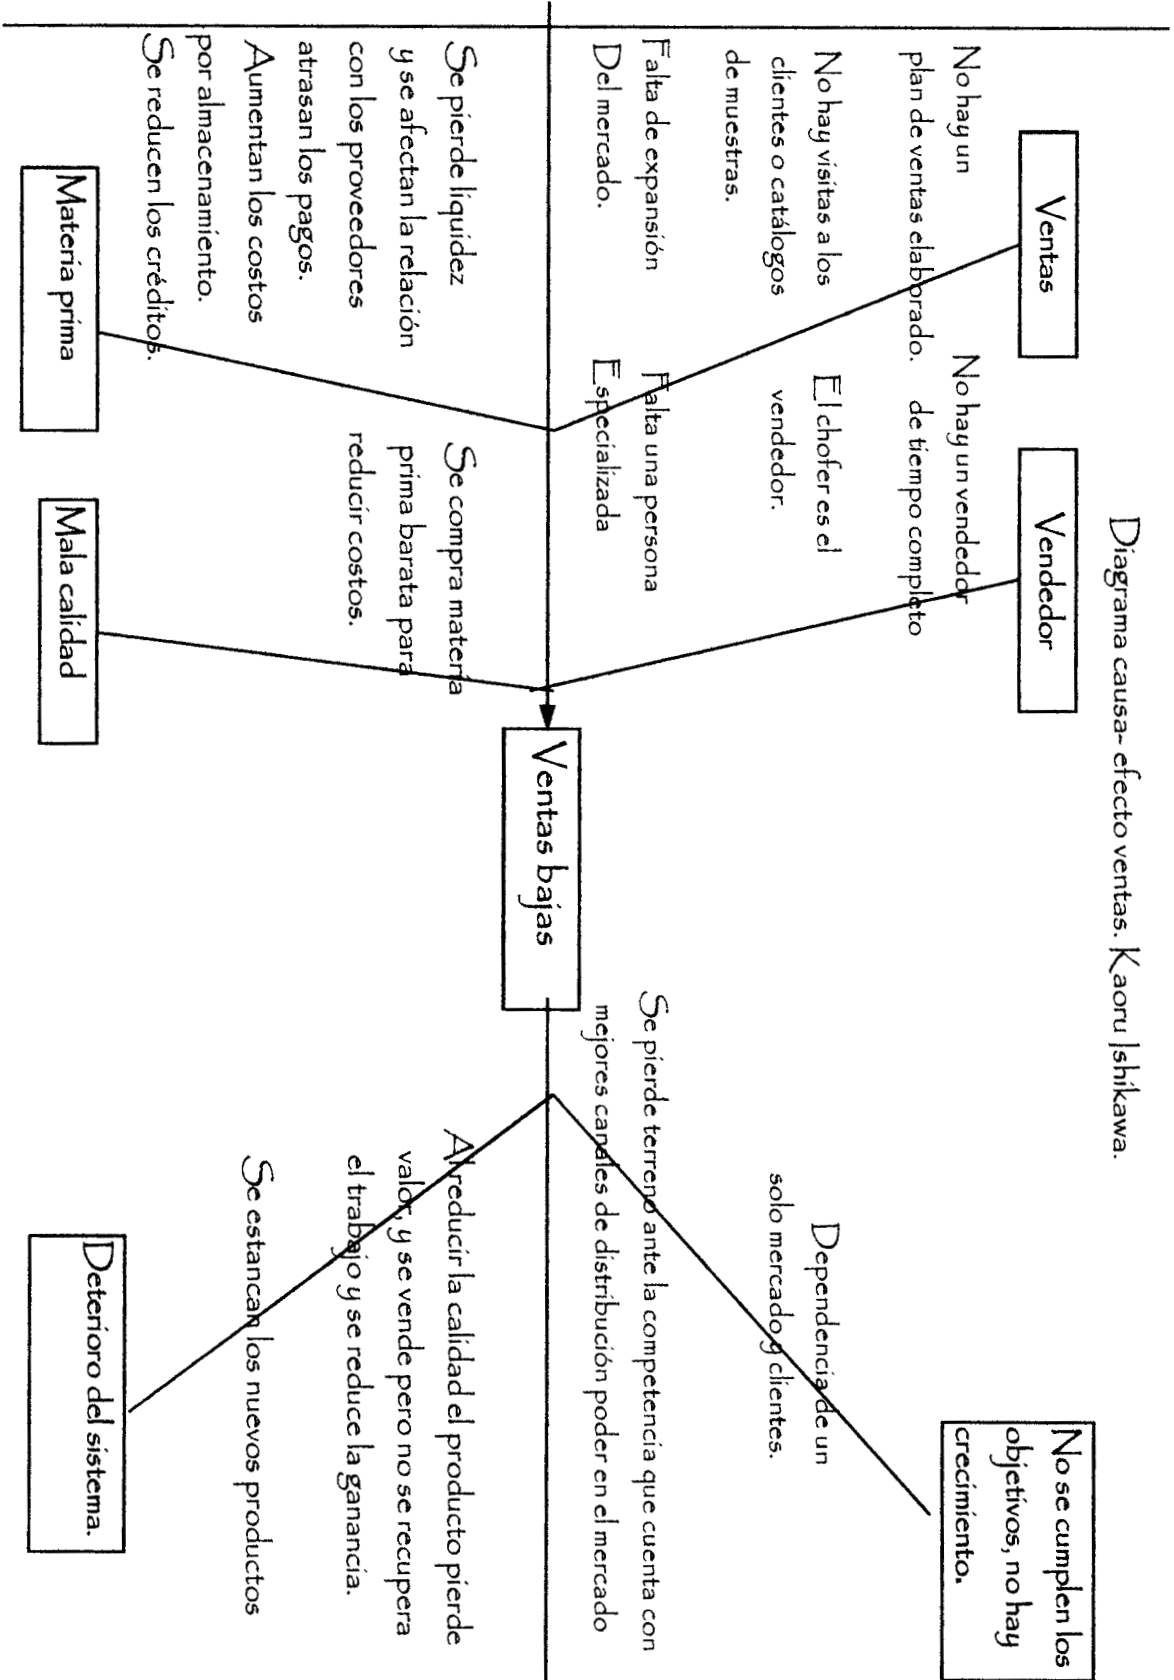 Diagrama causa- efecto ventas. Kaoru Ishikawa.
Ventas
No hay un
plan de ventas elaborado.
No hay visitas a los
clientes o catálogos
de muestras.
Falta de expansión
Del mercado.
Vendedor
No hay un vendedor
de tiempo completo
El chofer es el
vendedor.
Falta una persona
Especializada
Se pierde liquidez
y se afectan la relación
con los proveedores
atrasan los pagos.
Aumentan los costos
por almacenamiento.
Se reducen los créditos.
Materia prima
Se compra materia
prima barata para
reducir costos.
Mala calidad
Ventas bajas
No se cumplen los
objetivos, no hay
crecimiento.
Dependencia de un
solo mercado y clientes.
Se pierde terreno ante la competencia que cuenta con
mejores canales de distribución poder en el mercado
Al reducir la calidad el producto pierde
valor, y se vende pero no se recupera
el trabajo y se reduce la ganancia.
Se estancan los nuevos productos
Deterioro del sistema.